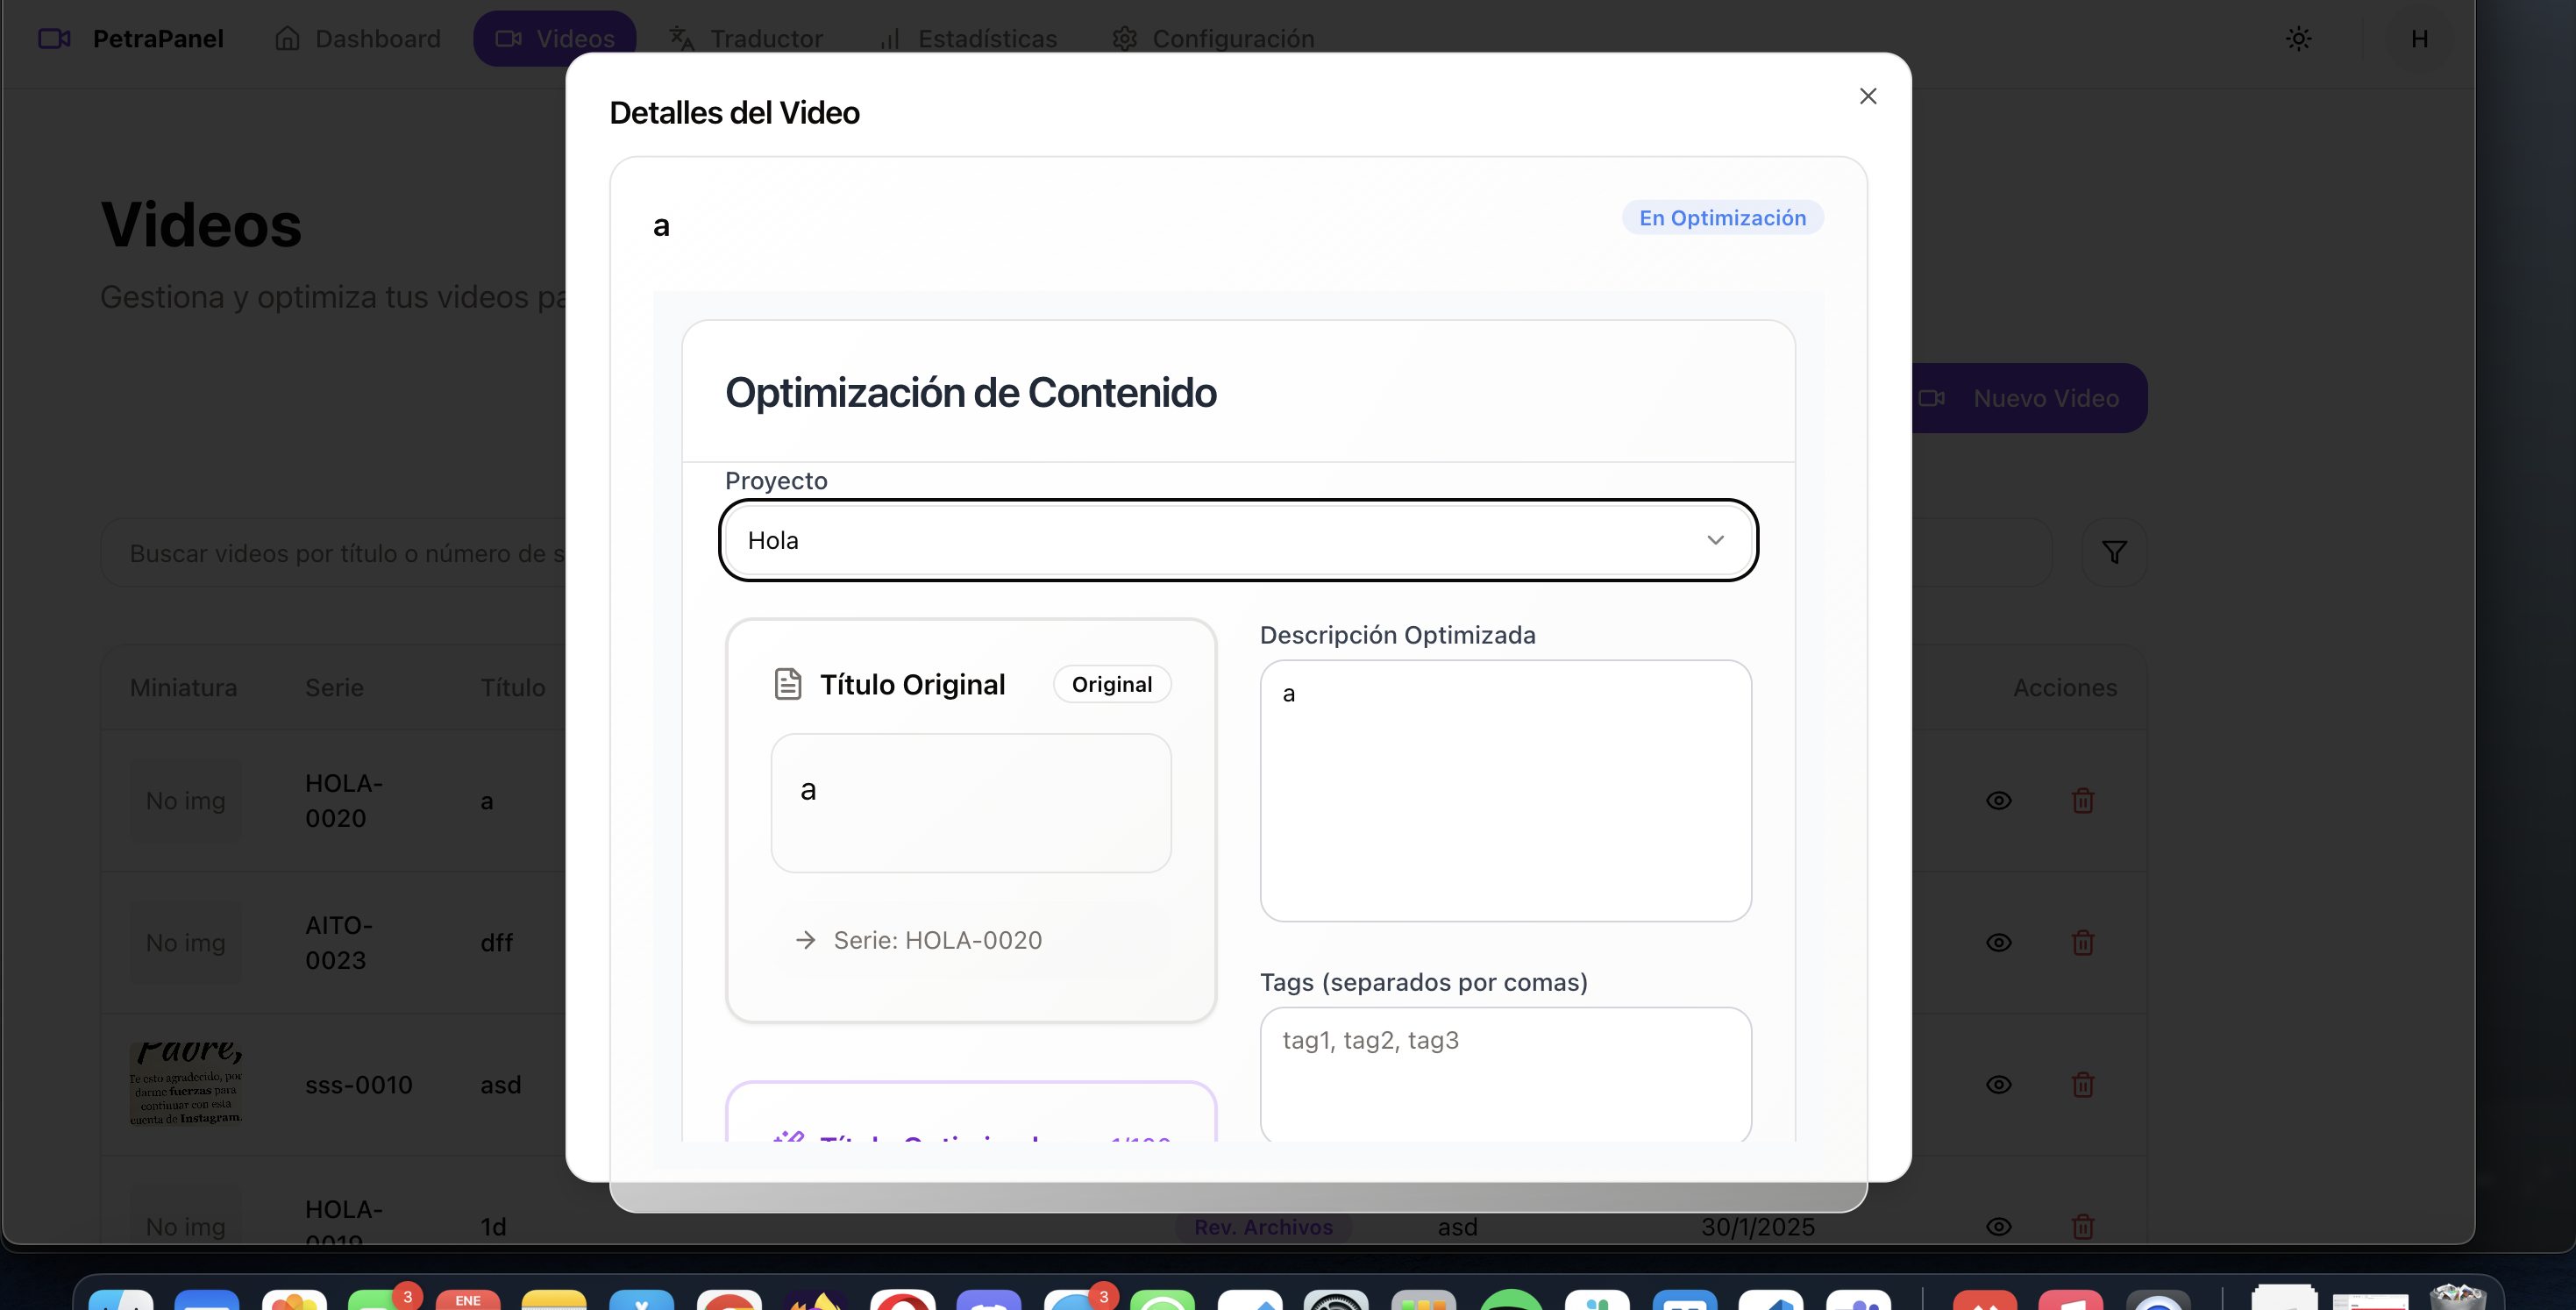 PetraPanel
Dashboard
Videos
Traductor
Estadísticas
Configuración
H
Detalles del Video
a
En Optimización
Videos
Gestiona y optimiza tus videos
Optimización de Contenido
Nuevo Video
Proyecto
Hola
Buscar videos por título o número de s
Descripción Optimizada
a
Título Original
Original
a
Serie: HOLA-0020
Tags (separados por comas)
tag1, tag2, tag3
Miniatura
Serie
Título
Acciones
No img
HOLA-
0020
a
No img
AITO-
0023
dff
Padre,
Te esto agradecido, por
darme fuerzas para
continuar con esta
cuenta de Instagram.
sss-0010
asd
Título Optimizado
1/100
No img
HOLA-
0019
1d
Rev. Archivos
asd
30/1/2025
3
ENE
3